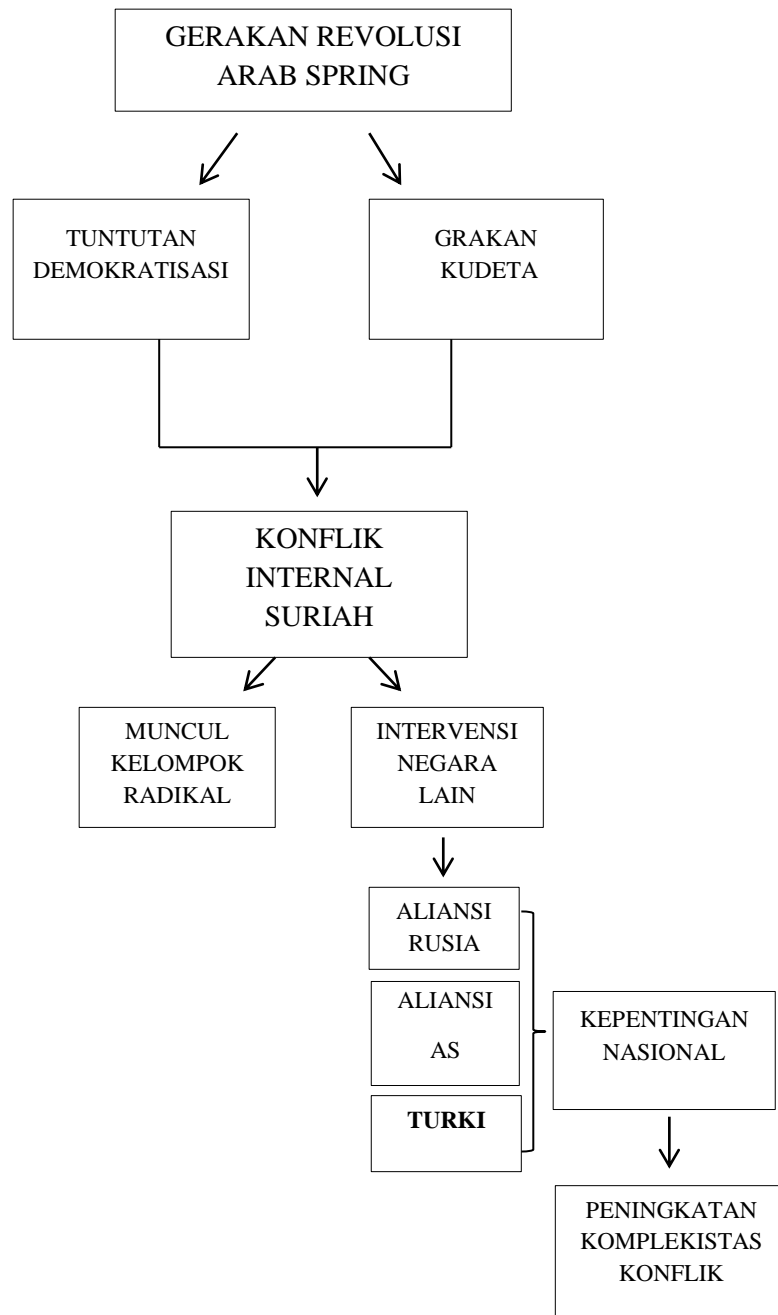 GERAKAN REVOLUSI
ARAB SPRING
TUNTUTAN
DEMOKRATISASI
GRAKAN
KUDETA
KONFLIK
INTERNAL
SURIAH
MUNCUL
KELOMPOK
RADIKAL
INTERVENSI
NEGARA
LAIN
ALIANSI
RUSIA
ALIANSI
AS
TURKI
KEPENTINGAN
NASIONAL
PENINGKATAN
KOMPLEKISTAS
KONFLIK